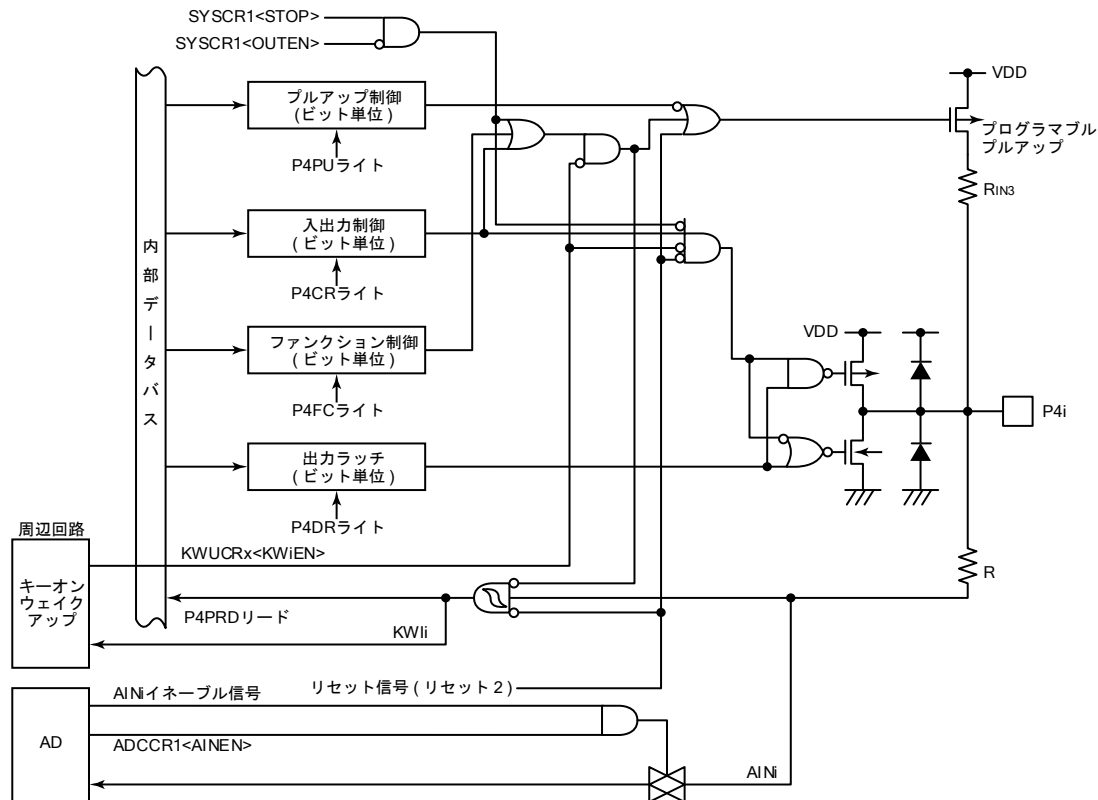 SYSCR1<STOP>
SYSCR1<OUTEN>
プルアップ制御
(ビット単位)
P4PUライト
VDD
プログラマブル
プルアップ
RIN3
入出力制御
( ビット単位 )
P4CRライト
内部データバス
ファンクション制御
( ビット単位 )
P4FCライト
VDD
P4i
出力ラッチ
( ビット単位 )
P4DRライト
周辺回路
キーオン
ウェイク
アップ
KWUCRx<KWiEN>
R
P4PRDリード
KWIi
リセット信号 ( リセット 2 )
AINiイネーブル信号
AD
ADCCR1<AINEN>
AINi